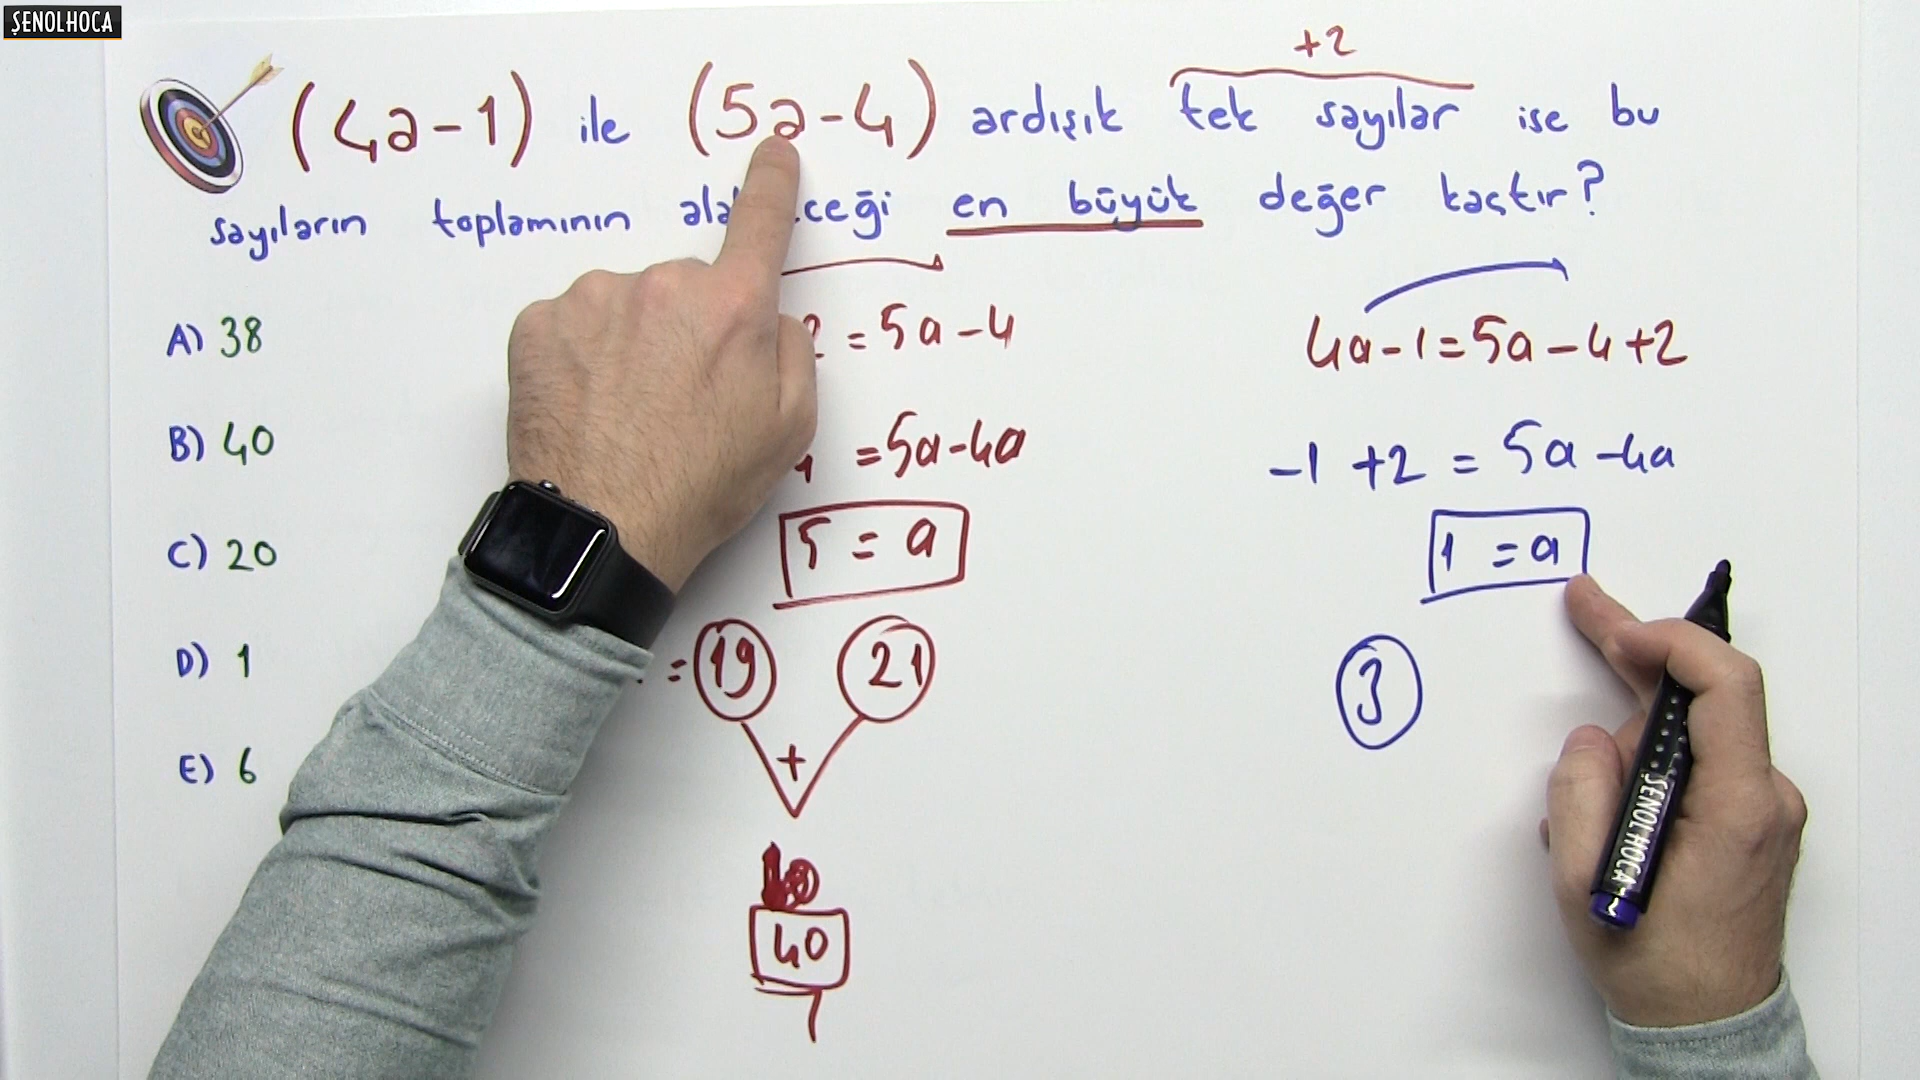 ŞENOLHOCA
+2
(4a-1) ile (5a-4) ardışık tek sayılar ise bu
sayıların toplamının en büyük değer kaçtır?
A) 38
B) 40
C) 20
D) 1
E) 6
2 = 5a-4
1 = 5a-4a
5 = a
= 19 21
+
40
4a-1=5a-4+2
-1 +2 = 5a-4a
1 = a
3
ŞENOLHOCA